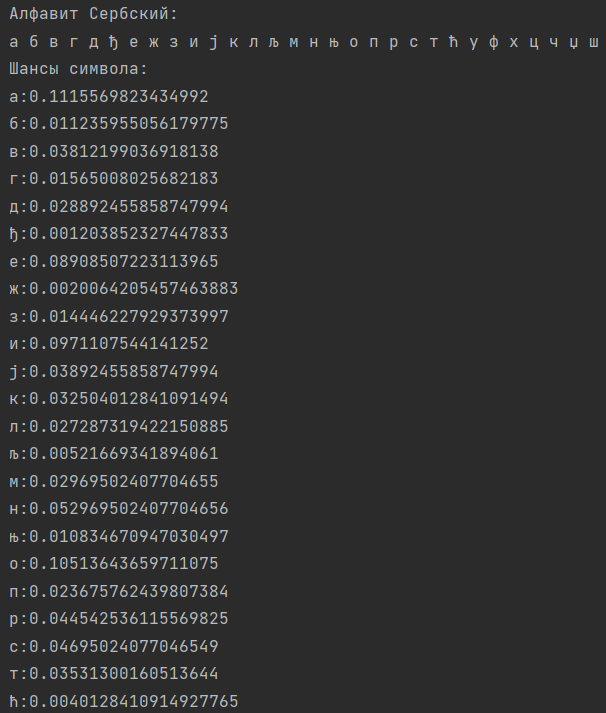 Алфавит Сербский:
а б в г д ђ е ж з и ј к л љ м н њ о п р с т ћ у ф х ц ч џ ш
Шансы символа:
а:0.1115569823434992
б:0.011235955056179775
в:0.03812199036918138
г:0.01565008025682183
д:0.028892455858747994
ђ:0.001203852327447833
е:0.08908507223113965
ж:0.0020064205457463883
з:0.014446227929373997
и:0.0971107544141252
ј:0.03892455858747994
к:0.032504012841091494
л:0.027287319422150885
љ:0.00521669341894061
м:0.02969502407704655
н:0.052969502407704656
њ:0.010834670947030497
о:0.10513643659711075
п:0.023675762439807384
р:0.044542536115569825
с:0.04695024077046549
т:0.03531300160513644
ћ:0.0040128410914927765